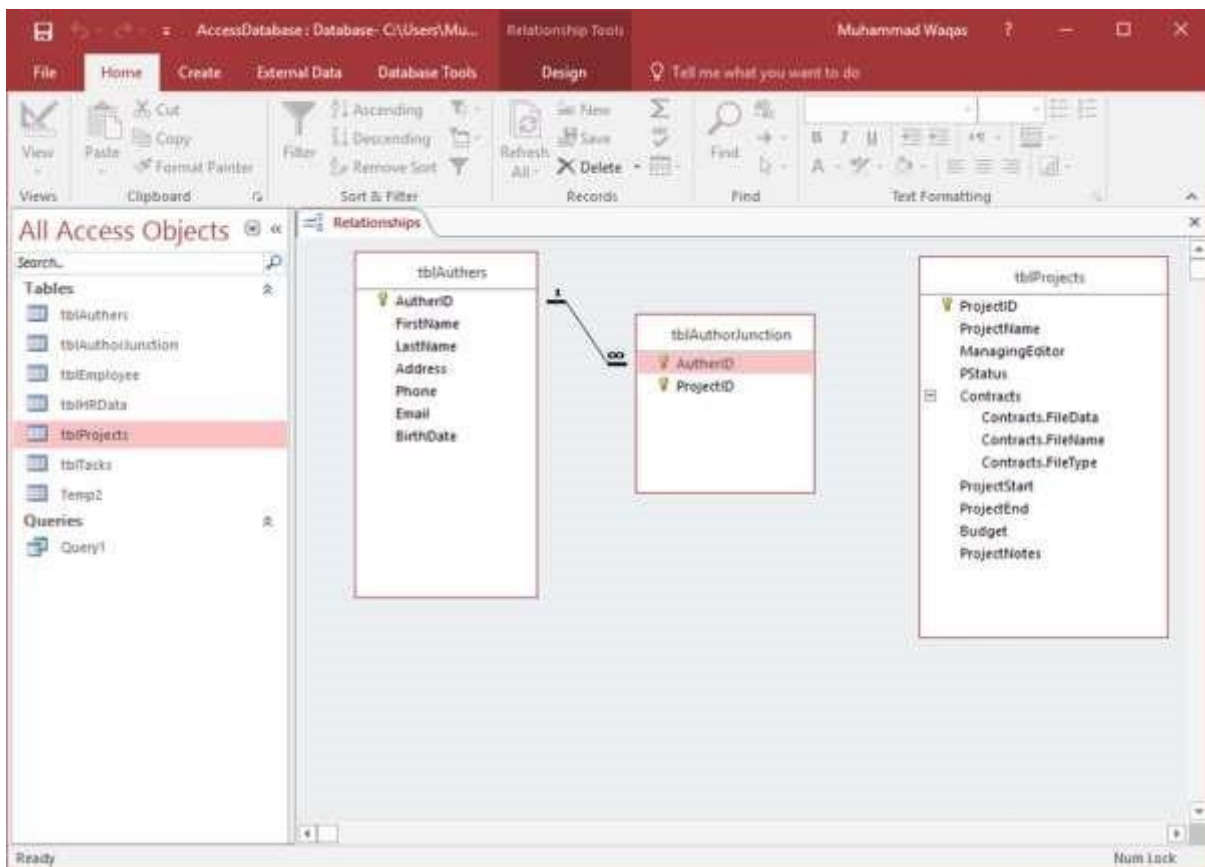 AccessDatabase : Database- C:\Users\Mu...
Relationship Tools
Muhammad Waqas
?
File
Home
Create
External Data
Database Tools
Design
Tell me what you want to do
View
Paste
Cut
Copy
Format Painter
Filter
Ascending
Descending
Remove Sort
Refresh
All
New
Save
Delete
Find
B I U
A
Views
Clipboard
Sort & Filter
Records
Find
Text Formatting
All Access Objects
Search..
Tables
tblAuthers
tblAuthorJunction
tblEmployee
tblHRData
tblProjects
tblTasks
Temp2
Queries
Query1
Relationships
tblAuthers
AutherID
FirstName
LastName
Address
Phone
Email
BirthDate
1
∞
tblAuthorJunction
AutherID
ProjectID
tblProjects
ProjectID
ProjectName
ManagingEditor
PStatus
Contracts
Contracts.FileData
Contracts.FileName
Contracts.FileType
ProjectStart
ProjectEnd
Budget
ProjectNotes
Ready
Num Lock